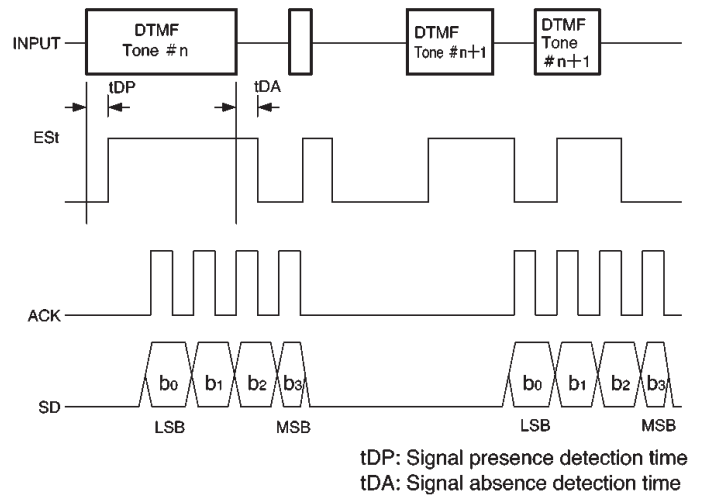 INPUT
DTMF
Tone #n
DTMF
Tone #n+1
DTMF
Tone
#n+1
tDP
tDA
ESt
ACK
b0 b1 b2 b3
b0 b1 b2 b3
SD
LSB MSB
LSB MSB
tDP: Signal presence detection time
tDA: Signal absence detection time